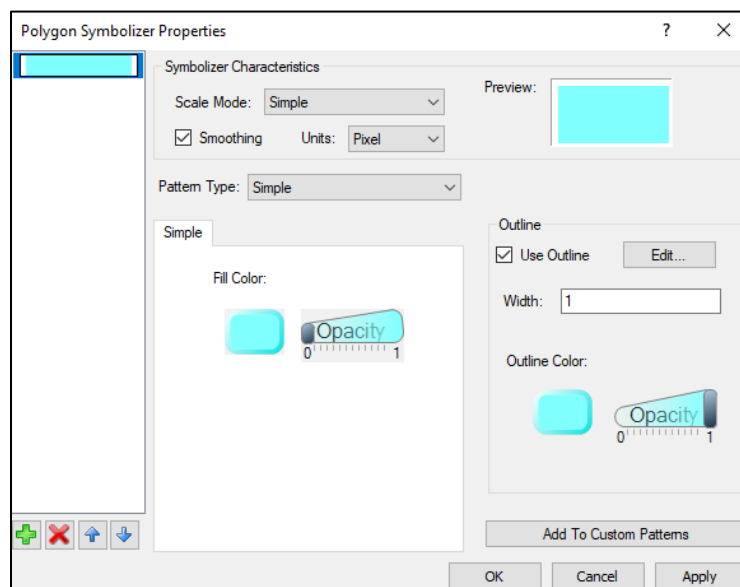 Polygon Symbolizer Properties ?
Symbolizer Characteristics
Scale Mode: Simple
Preview:
Smoothing Units: Pixel
Pattern Type: Simple
Simple
Fill Color:
Opacity
0 1
Outline
Use Outline Edit...
Width: 1
Outline Color:
Opacity
0 1
Add To Custom Patterns
OK Cancel Apply